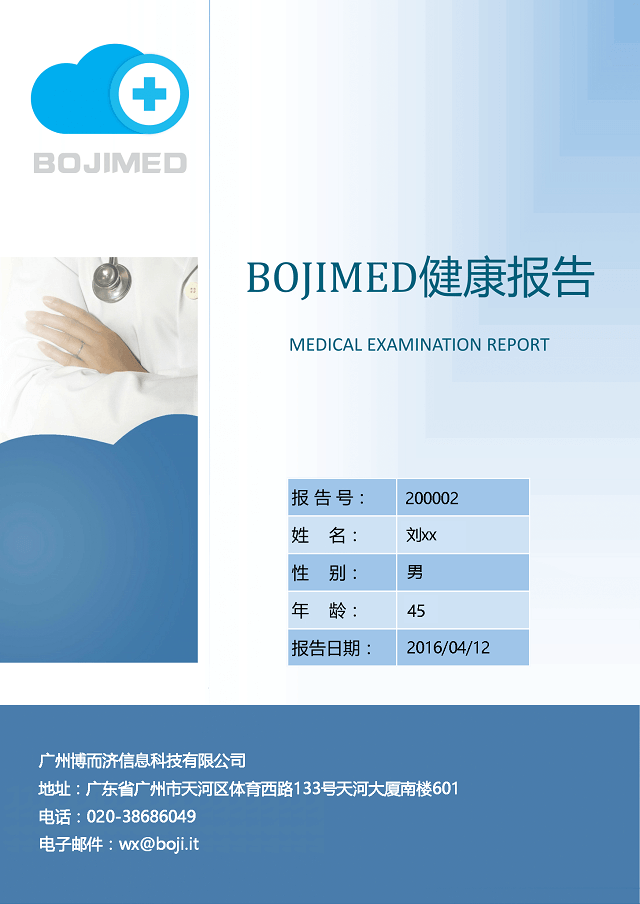 BOJIMED
BOJIMED健康报告
MEDICAL EXAMINATION REPORT
报 告 号： 200002
姓 名： 刘xx
性 别： 男
年 龄： 45
报告日期： 2016/04/12
广州博而济信息科技有限公司
地址：广东省广州市天河区体育西路133号天河大厦南楼601
电话：020-38686049
电子邮件：wx@boji.it